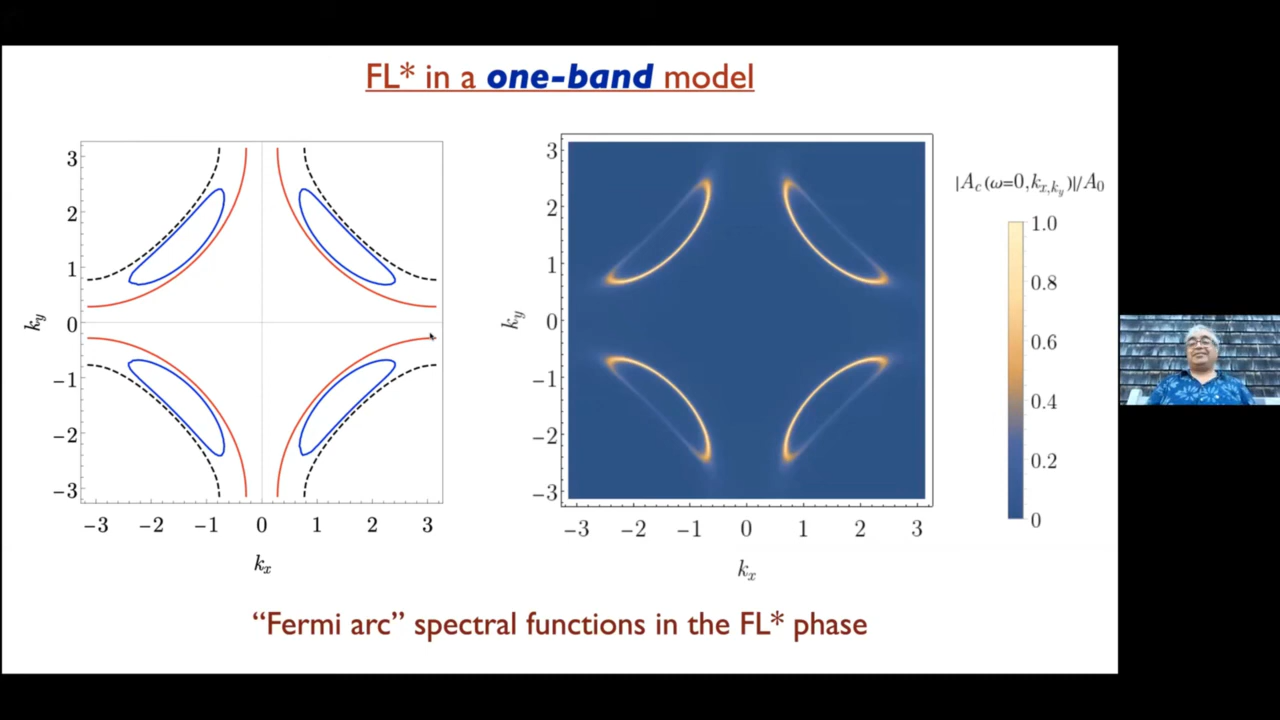 FL* in a one-band model
3
2
1
0
−1
−2
−3
k_y
−3 −2 −1 0 1 2 3
k_x
3
2
1
0
−1
−2
−3
k_y
−3 −2 −1 0 1 2 3
k_x
|A_c(ω=0,k_{x,k_y})|/A_0
1.0
0.8
0.6
0.4
0.2
0
“Fermi arc” spectral functions in the FL* phase